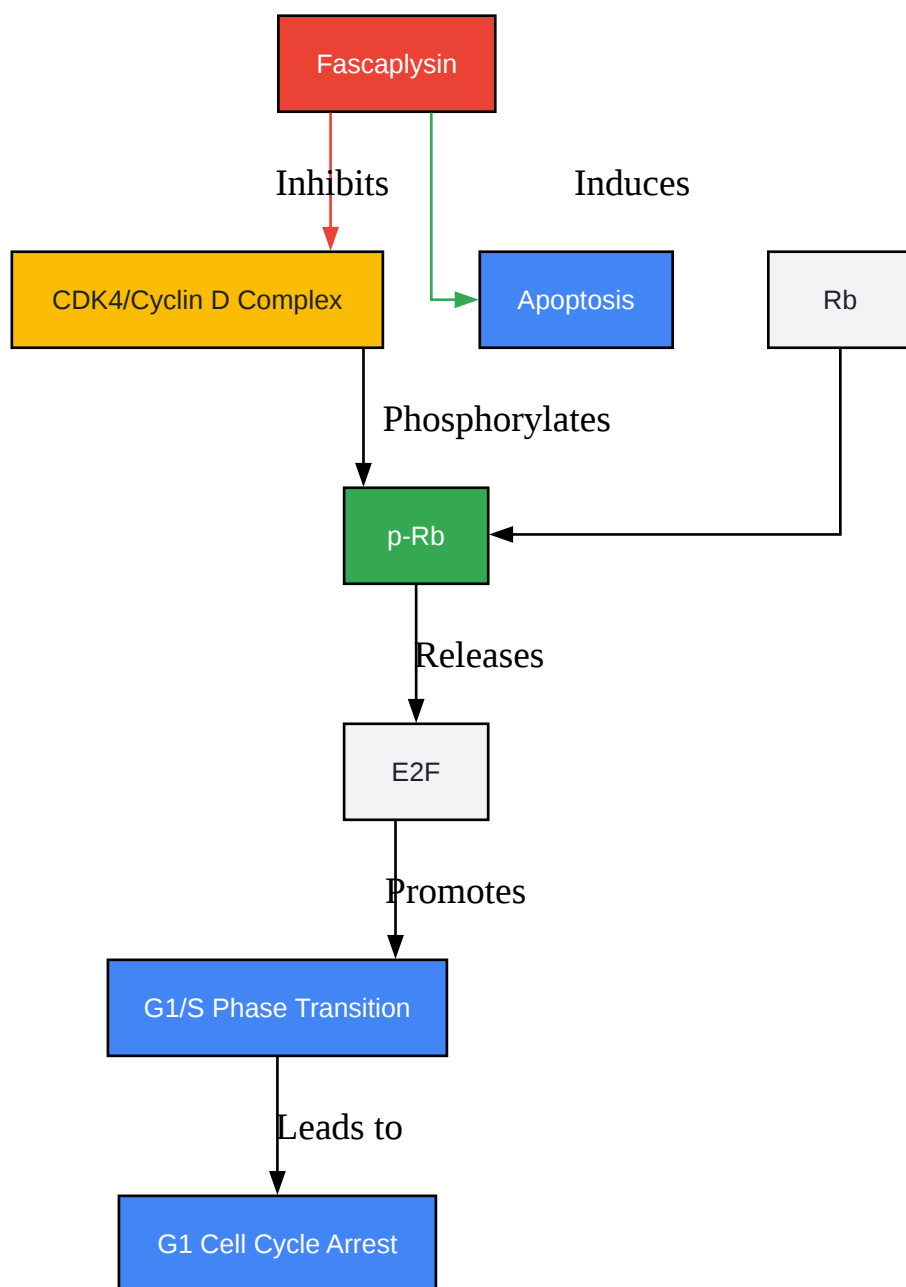 Fascaplysin
Inhibits
Induces
CDK4/Cyclin D Complex
Apoptosis
Rb
Phosphorylates
p-Rb
Releases
E2F
Promotes
G1/S Phase Transition
Leads to
G1 Cell Cycle Arrest